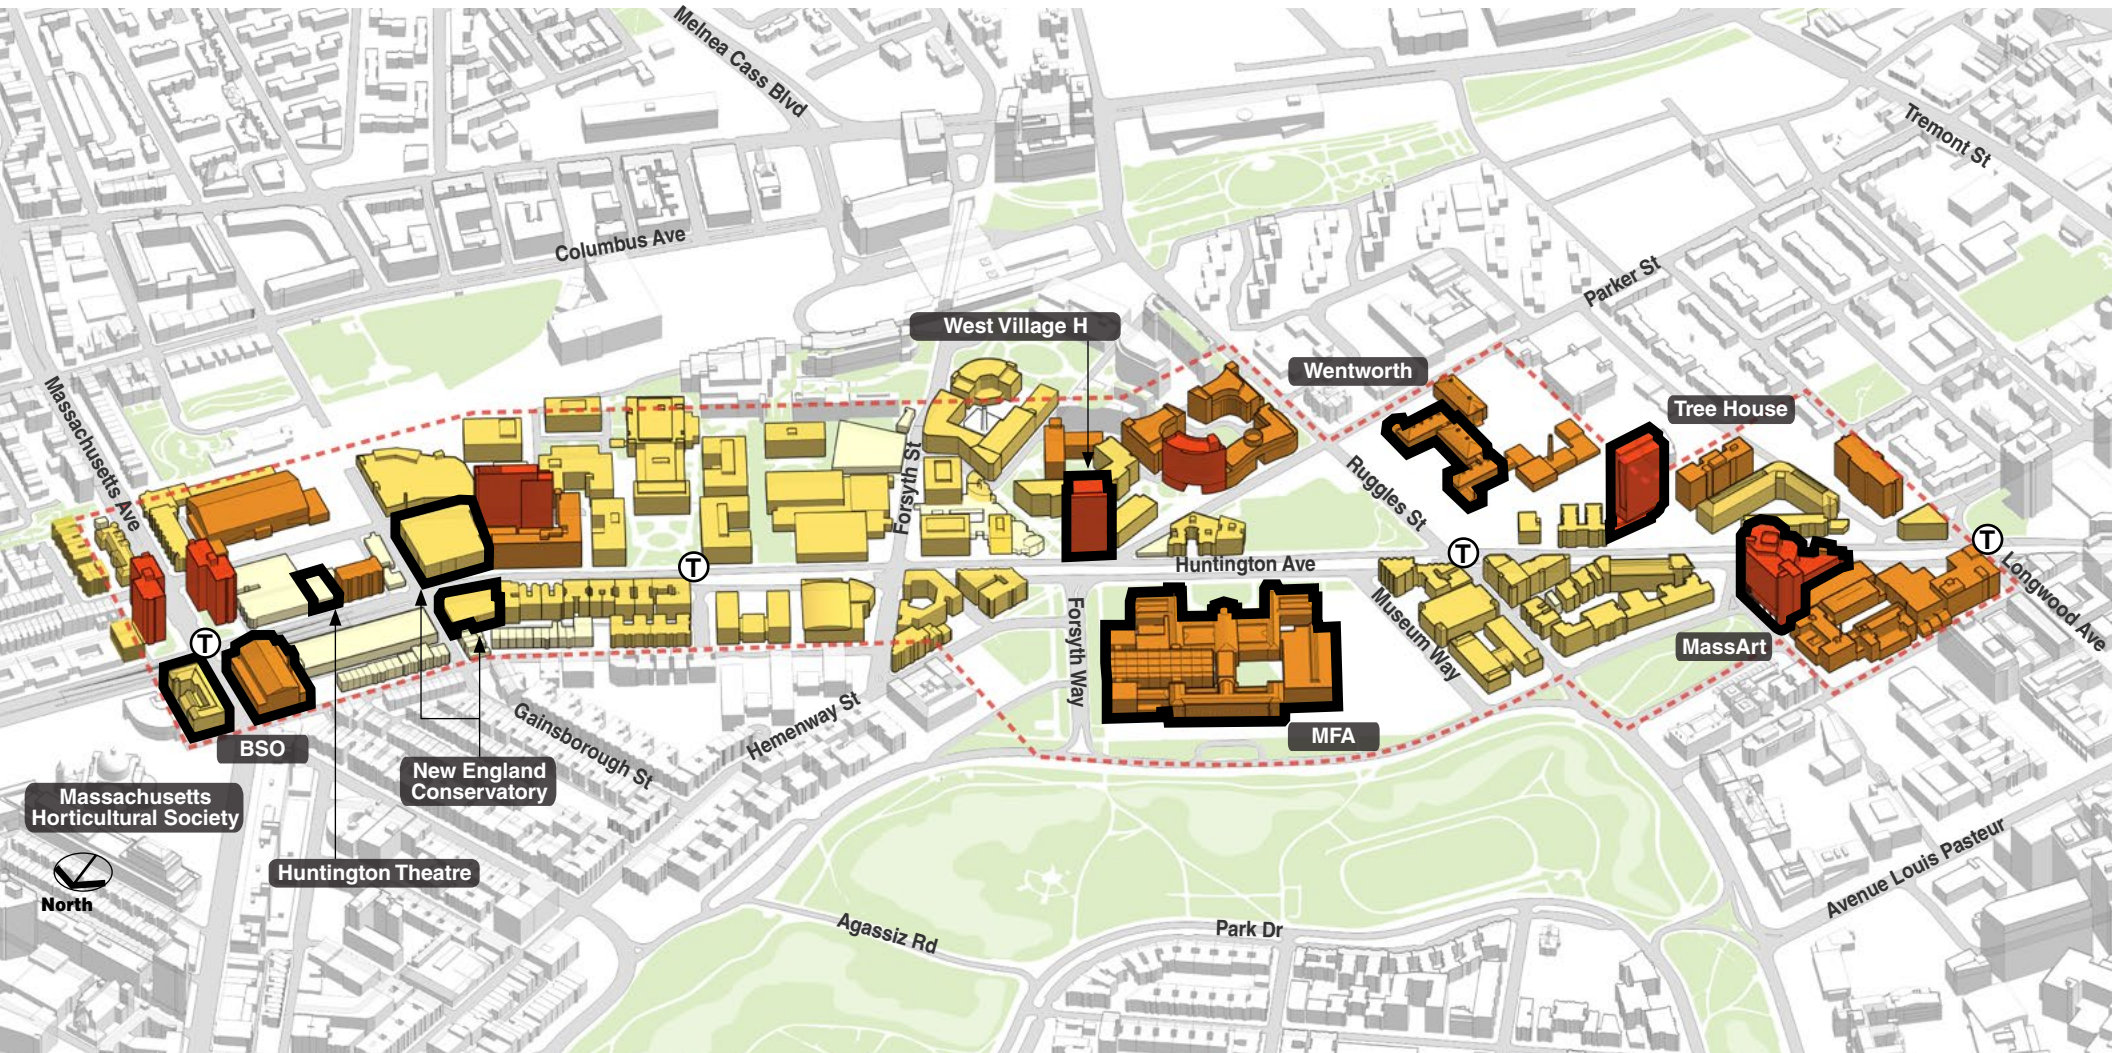 Melnea Cass Blvd
Tremont St
Columbus Ave
Parker St
West Village H
Wentworth
Massachusetts Ave
Tree House
Forsyth St
Ruggles St
T
T
T
Huntington Ave
Longwood Ave
Museum Way
Forsyth Way
T
MassArt
Gainsborough St
Hemenway St
MFA
BSO
New England
Conservatory
Massachusetts
Horticultural Society
Huntington Theatre
Avenue Louis Pasteur
North
Agassiz Rd
Park Dr